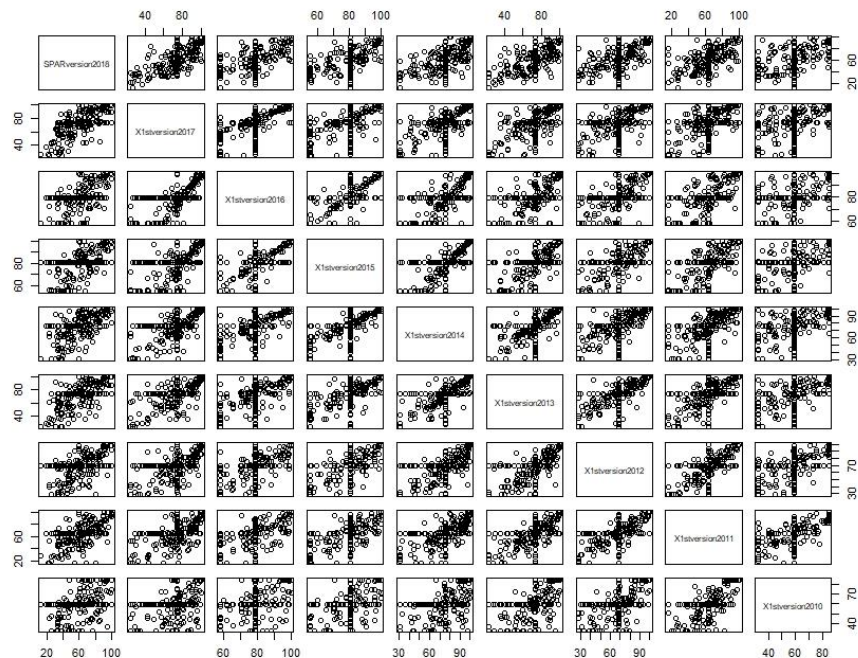 40 80
60 80 100
40 80
20 60 100
SPARversion2018
20 60
40 80
X1stversion2017
X1stversion2016
60 80
60 80
X1stversion2015
X1stversion2014
30 60 90
40 80
X1stversion2013
X1stversion2012
30 70
20 60
X1stversion2011
X1stversion2010
40 70
20 60 100
60 80 100
30 60 90
30 60 90
40 60 80